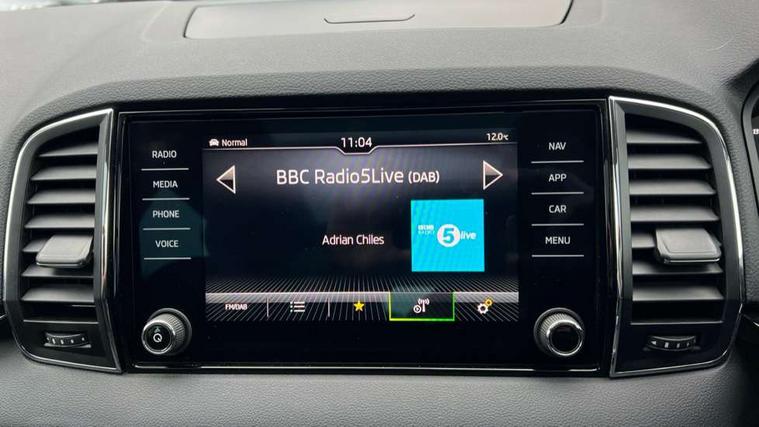 Normal
11:04
12.0°C
RADIO
MEDIA
PHONE
VOICE
BBC Radio5Live (DAB)
Adrian Chiles
BBC
RADIO
5 live
FM/DAB
NAV
APP
CAR
MENU